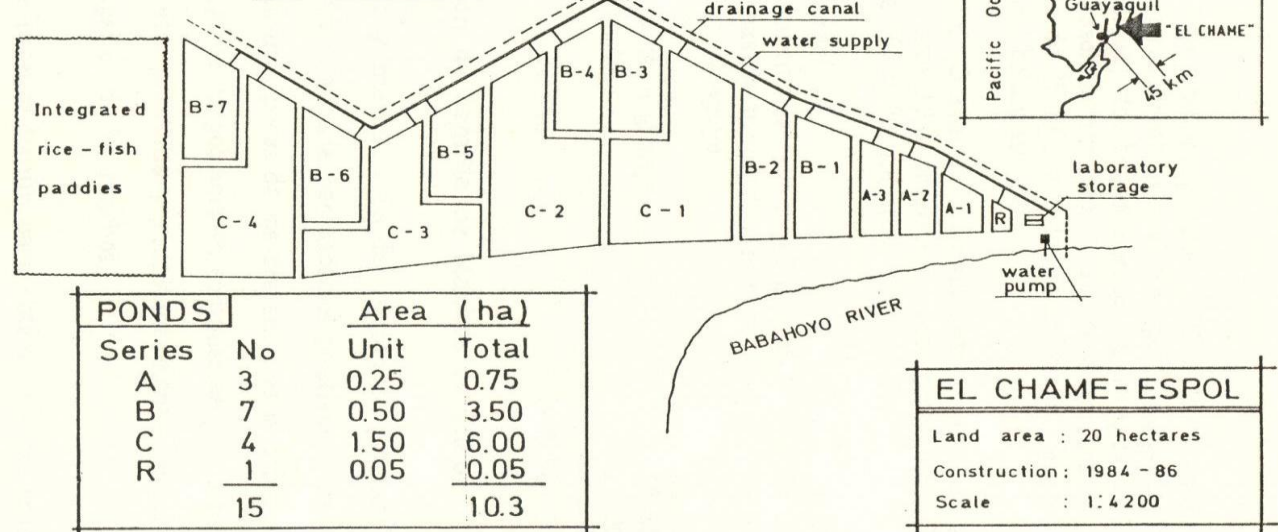 drainage canal
water supply
Pacific Oc
Guayaquil
"EL CHAME"
45 km
Integrated
rice - fish
paddies
B-7
C-4
B-6
C-3
B-5
B-4
C-2
B-3
C-1
B-2
B-1
A-3
A-2
A-1
R
laboratory
storage
water
pump
BABAHOYO RIVER
PONDS
Area (ha)
Series No Unit Total
A 3 0.25 0.75
B 7 0.50 3.50
C 4 1.50 6.00
R 1 0.05 0.05
15 10.3
EL CHAME-ESPOL
Land area : 20 hectares
Construction : 1984 - 86
Scale : 1:4200